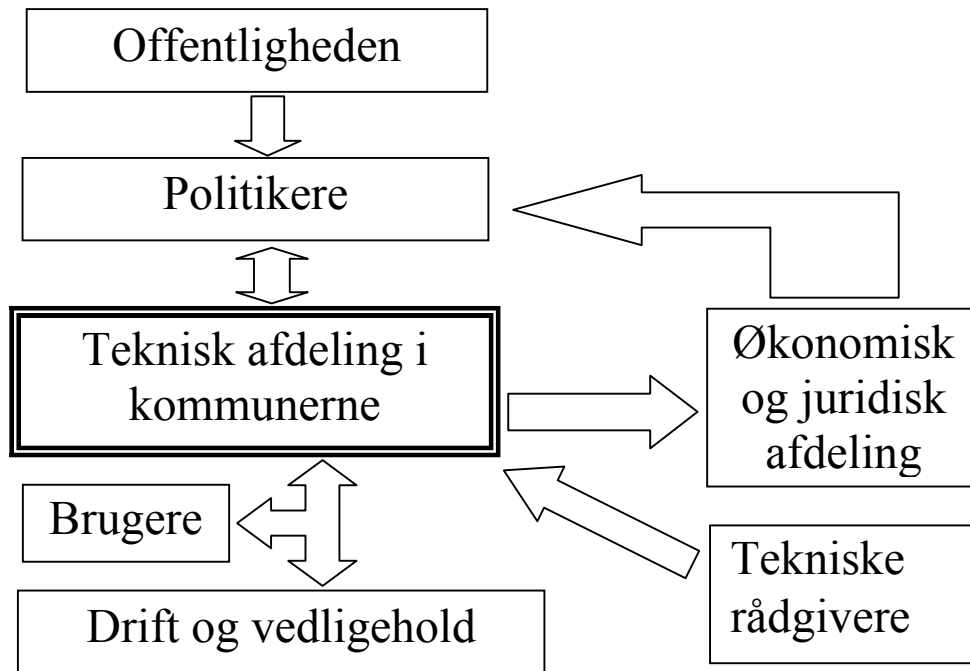 Offentligheden
Politikere
Teknisk afdeling i
kommunerne
Økonomisk
og juridisk
afdeling
Brugere
Tekniske
rådgivere
Drift og vedligehold